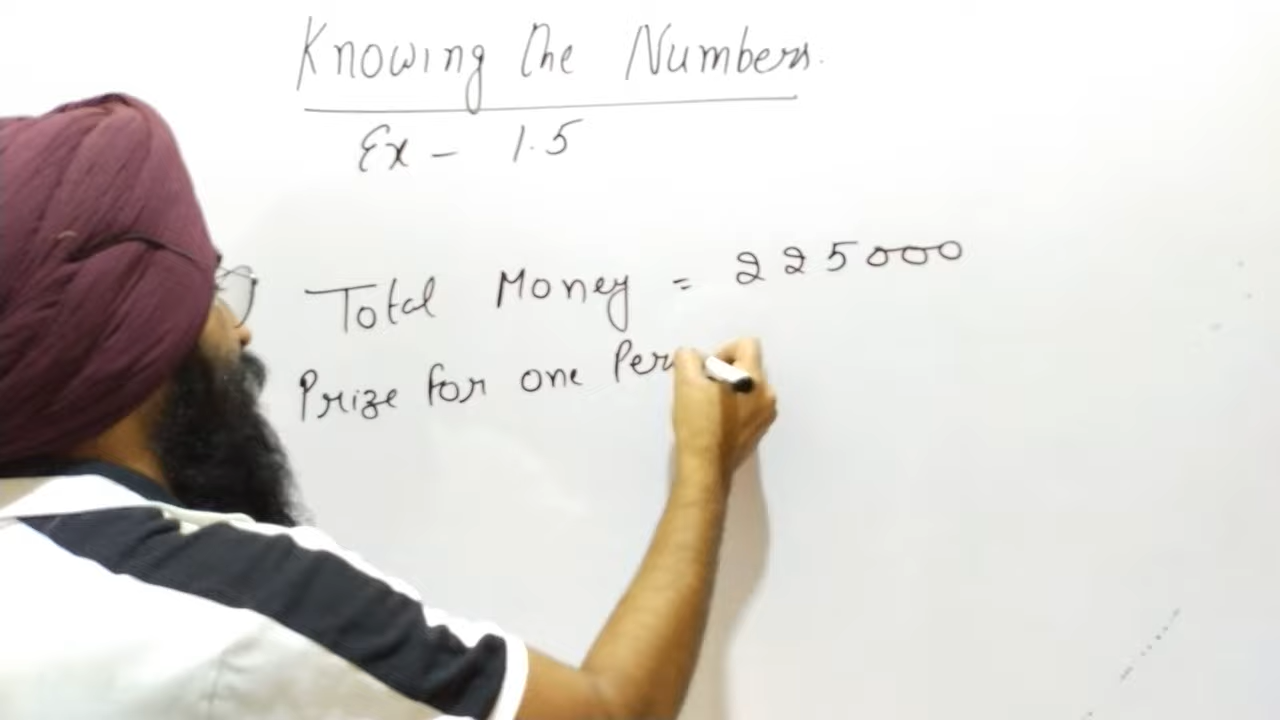 Knowing the Numbers.
Ex - 1.5
Total Money = 225000
Prize for one Per